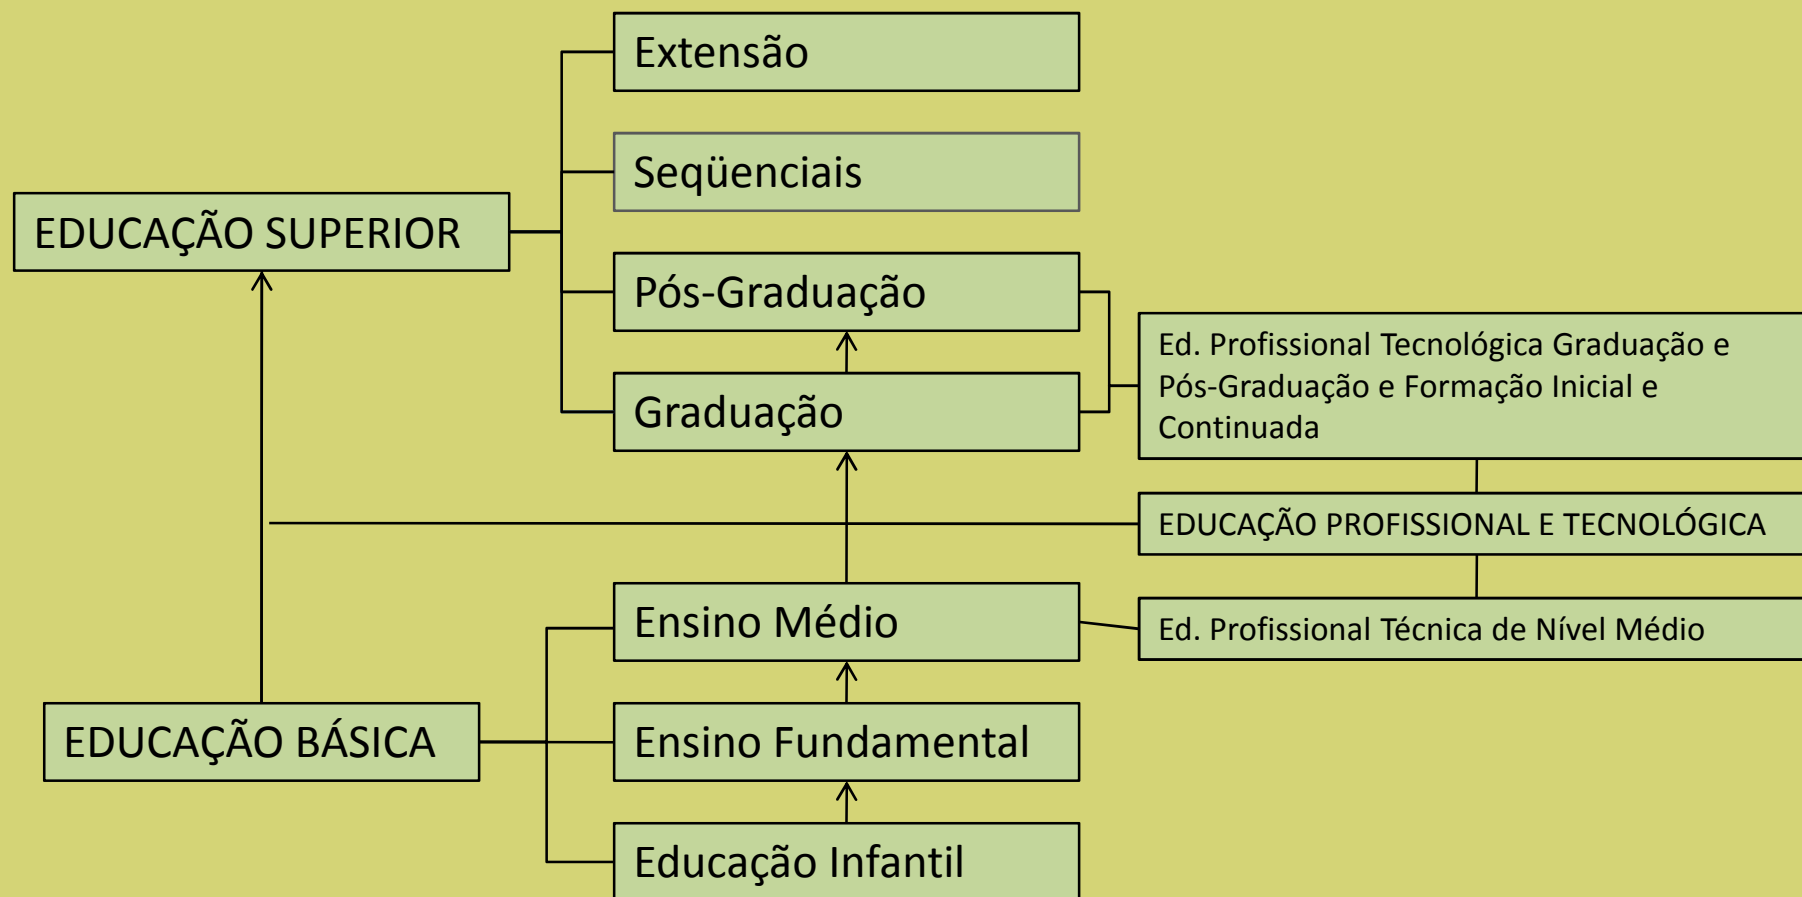 Extensão
Seqüenciais
EDUCAÇÃO SUPERIOR
Pós-Graduação
Graduação
Ed. Profissional Tecnológica Graduação e
Pós-Graduação e Formação Inicial e
Continuada
EDUCAÇÃO PROFISSIONAL E TECNOLÓGICA
Ensino Médio
Ed. Profissional Técnica de Nível Médio
EDUCAÇÃO BÁSICA
Ensino Fundamental
Educação Infantil